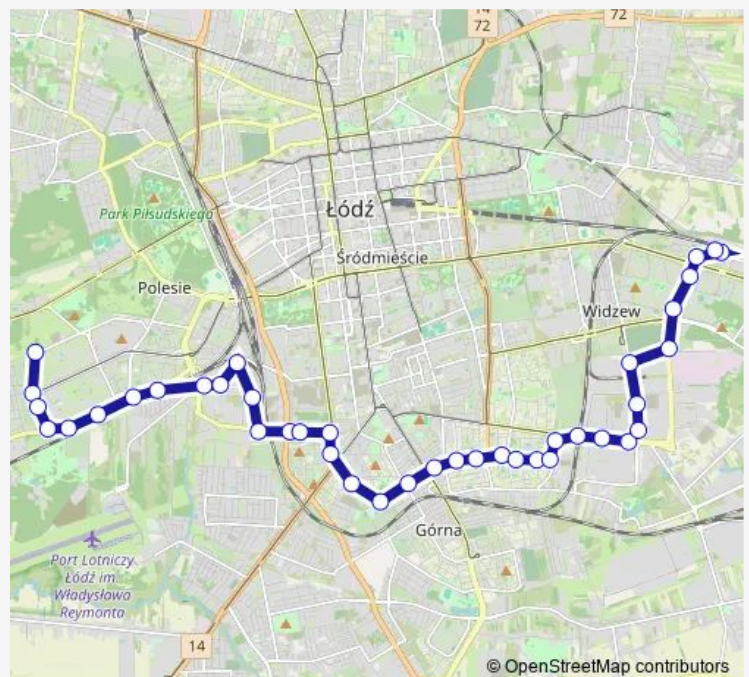 14
72
72
Park Piłsudskiego
Łódź
Śródmieście
Polesie
Widzew
Górna
Port Lotniczy
Łódź im
Władysława
Reymonta
14
© OpenStreetMap contributors